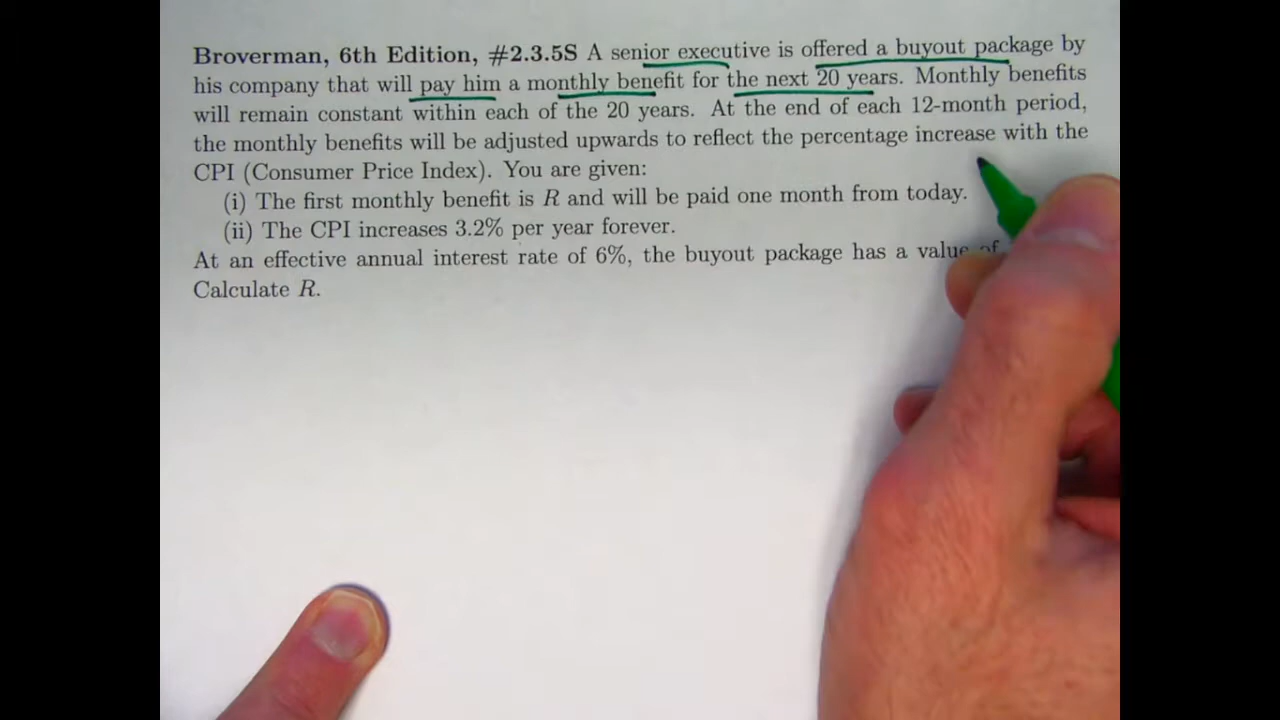 Broverman, 6th Edition, #2.3.5S A senior executive is offered a buyout package by
his company that will pay him a monthly benefit for the next 20 years. Monthly benefits
will remain constant within each of the 20 years. At the end of each 12-month period,
the monthly benefits will be adjusted upwards to reflect the percentage increase with the
CPI (Consumer Price Index). You are given:
(i) The first monthly benefit is R and will be paid one month from today.
(ii) The CPI increases 3.2% per year forever.
At an effective annual interest rate of 6%, the buyout package has a value of
Calculate R.